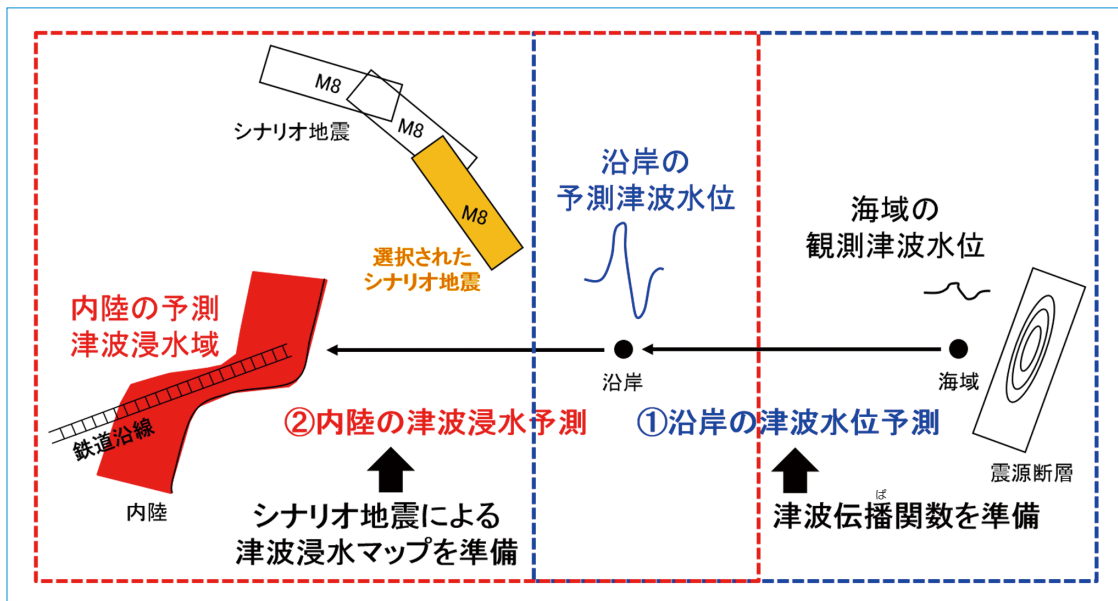 M8
M8
シナリオ地震
M8
選択された
シナリオ地震
沿岸の
予測津波水位
海域の
観測津波水位
内陸の予測
津波浸水域
沿岸
海域
②内陸の津波浸水予測
①沿岸の津波水位予測
鉄道沿線
震源断層
内陸
シナリオ地震による
津波浸水マップを準備
ぱ
津波伝播関数を準備